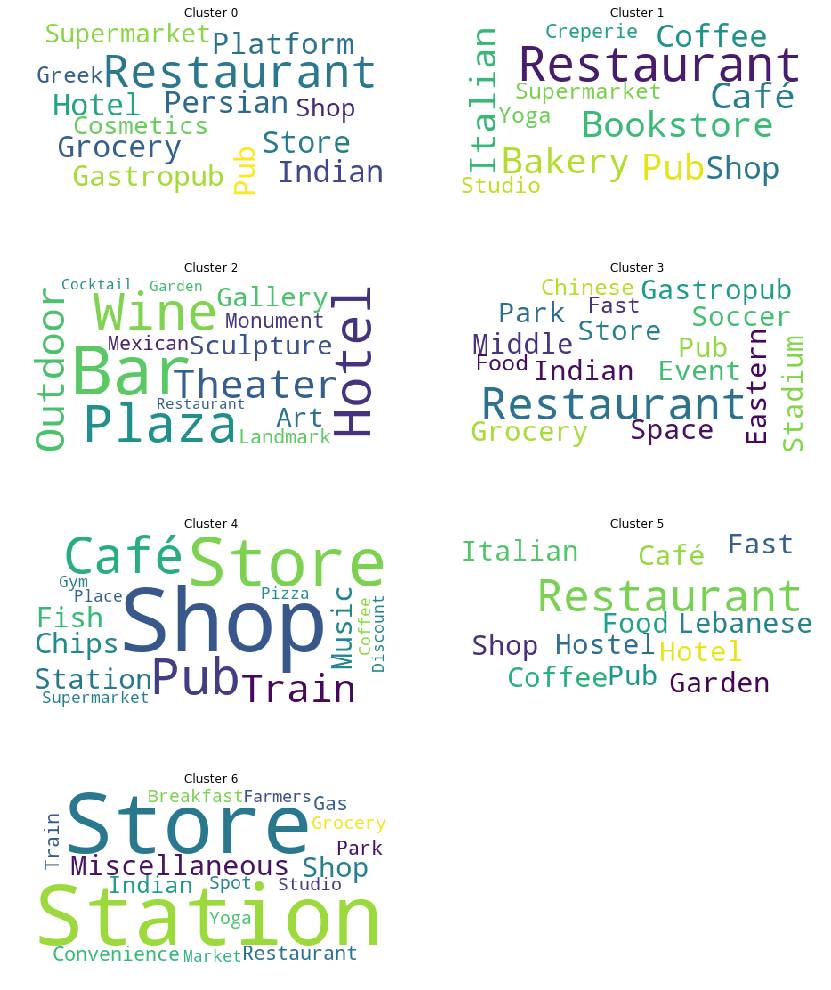 Cluster 0
Supermarket
Platform
Restaurant
Greek
Hotel
Persian
Shop
Cosmetics
Grocery
Store
Pub
Gastropub
Indian
Cluster 1
Creperie
Coffee
Italian
Restaurant
Supermarket
Café
Yoga
Bookstore
Bakery
Pub
Shop
Studio
Cluster 2
Cocktail
Garden
Outdoor
Wine
Gallery
Hotel
Monument
Mexican
Sculpture
Bar
Theater
Restaurant
Plaza
Art
Landmark
Cluster 3
Chinese
Gastropub
Park
Fast
Soccer
Store
Middle
Pub
Food
Indian
Event
Eastern
Stadium
Restaurant
Grocery
Space
Cluster 4
Café
Store
Gym
Place
Shop
Pizza
Music
Coffee
Discount
Fish
Chips
Station
Pub
Train
Supermarket
Cluster 5
Italian
Café
Fast
Restaurant
Food
Lebanese
Shop
Hostel
Hotel
Coffee
Pub
Garden
Cluster 6
Breakfast
Farmers
Gas
Store
Grocery
Train
Park
Miscellaneous
Shop
Indian
Spot
Studio
Station
Yoga
Convenience
Market
Restaurant